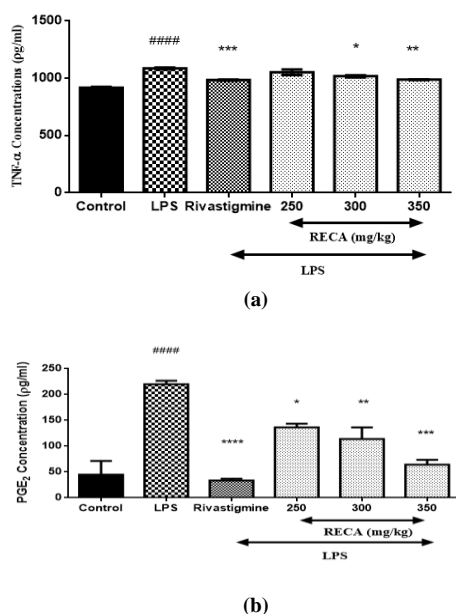 ####
***
*
**
1500
1000
500
0
TNF-α Concentrations (ρg/ml)
Control LPS Rivastigmine 250 300 350
RECA (mg/kg)
LPS
(a)
####
****
*
**
***
250
200
150
100
50
0
PGE2 Concentration (ρg/ml)
Control LPS Rivastigmine 250 300 350
RECA (mg/kg)
LPS
(b)